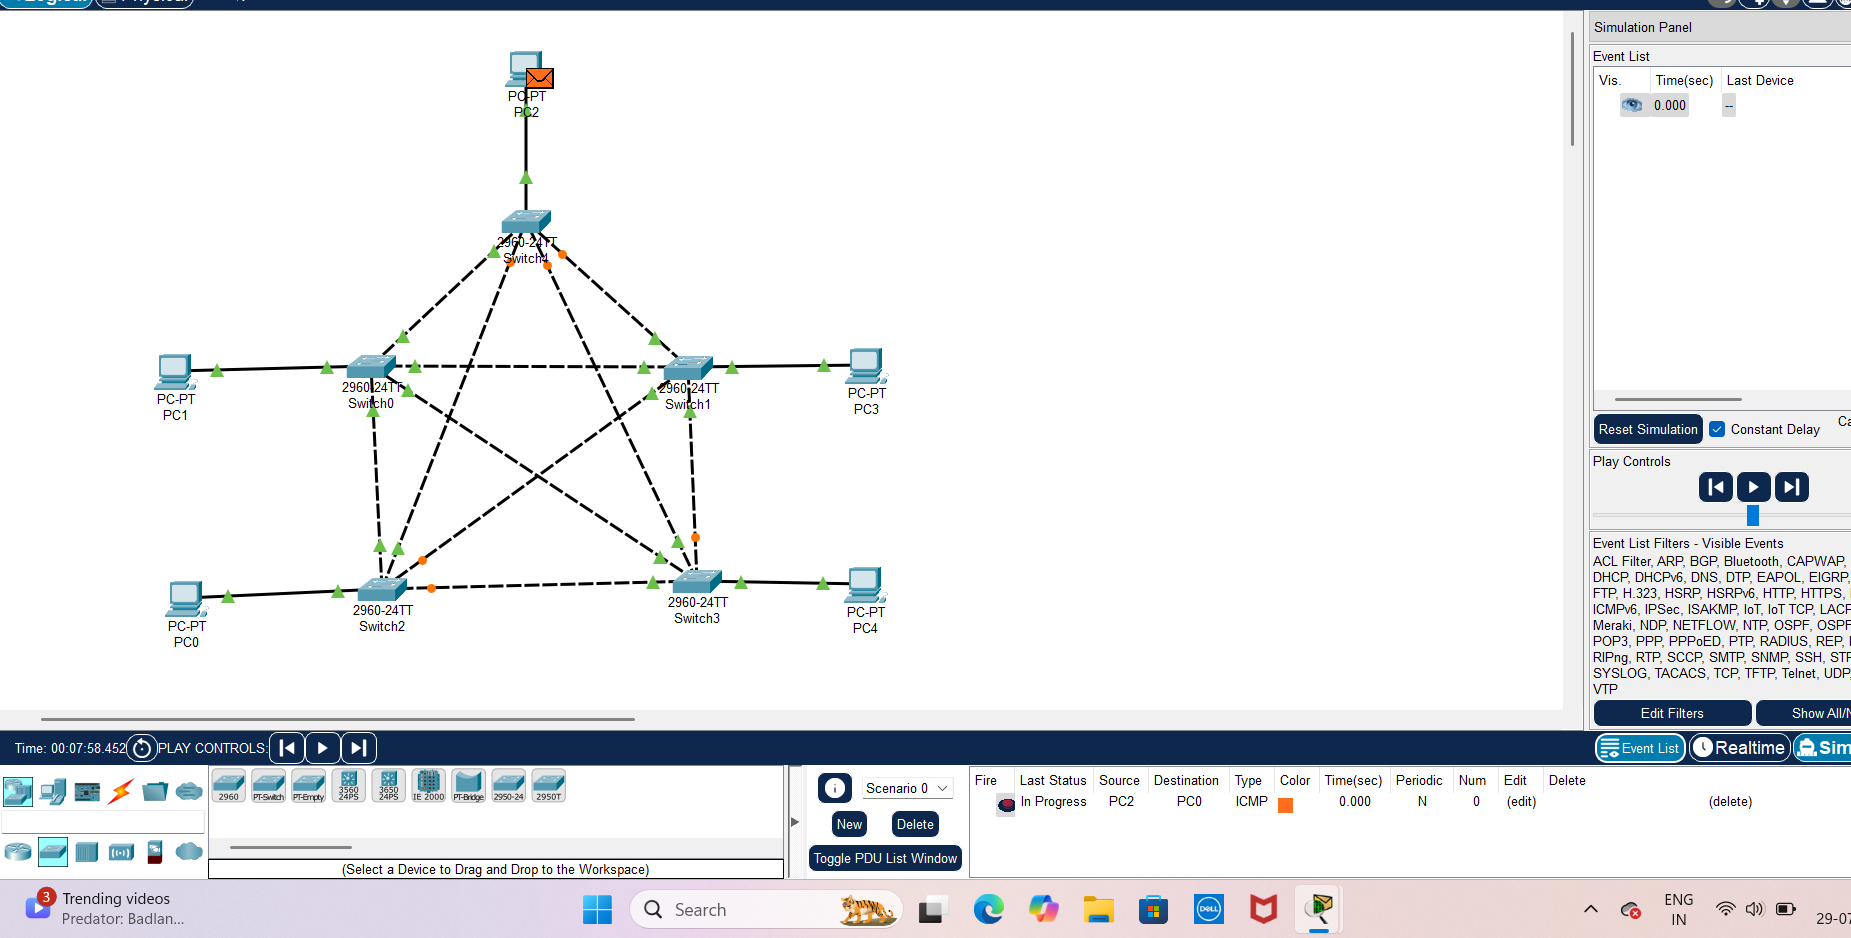 Logical
Physical
Simulation Panel
Event List
Vis.
Time(sec)
Last Device
0.000
--
PC-PT
PC2
2960-24TT
Switch4
PC-PT
PC1
2960-24TT
Switch0
2960-24TT
Switch1
PC-PT
PC3
PC-PT
PC0
2960-24TT
Switch2
2960-24TT
Switch3
PC-PT
PC4
Reset Simulation
Constant Delay
Ca
Play Controls
Event List Filters - Visible Events
ACL Filter, ARP, BGP, Bluetooth, CAPWAP,
DHCP, DHCPv6, DNS, DTP, EAPOL, EIGRP,
FTP, H.323, HSRP, HSRPv6, HTTP, HTTPS,
ICMPv6, IPSec, ISAKMP, IoT, IoT TCP, LACP
Meraki, NDP, NETFLOW, NTP, OSPF, OSPF
POP3, PPP, PPPoED, PTP, RADIUS, REP,
RIPng, RTP, SCCP, SMTP, SNMP, SSH, STP
SYSLOG, TACACS, TCP, TFTP, Telnet, UDP,
VTP
Edit Filters
Show All/N
Time: 00:07:58.452
PLAY CONTROLS:
Event List
Realtime
Sim
2960
PT-Switch
PT-Empty
3560
24PS
3650
24PS
IE 2000
PT-Bridge
2950-24
2950T
(Select a Device to Drag and Drop to the Workspace)
Scenario 0
New
Delete
Toggle PDU List Window
Fire Last Status Source Destination Type Color Time(sec) Periodic Num Edit Delete
In Progress PC2 PC0 ICMP 0.000 N 0 (edit) (delete)
3
Trending videos
Predator: Badlan...
Search
DELL
ENG
IN
29-07